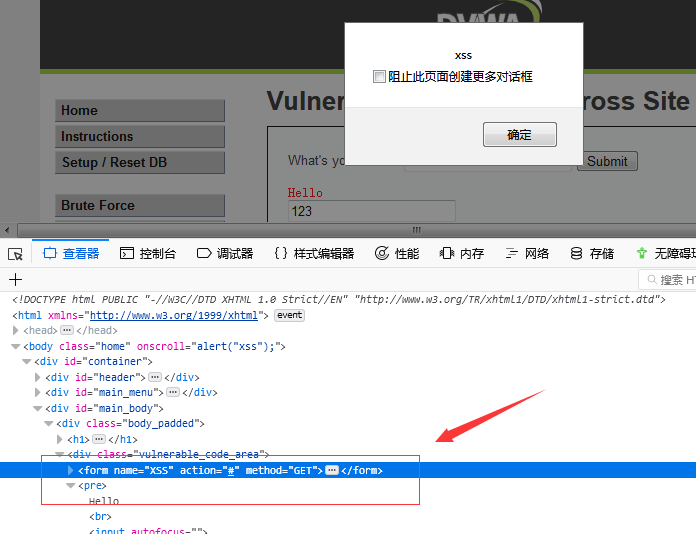 DVWA
xss
阻止此页面创建更多对话框
确定
Home
Instructions
Setup / Reset DB
Brute Force
Vulner
ross Site
What's yo
Submit
Hello
123
查看器
控制台
调试器
{} 样式编辑器
性能
内存
网络
存储
无障碍
+
搜索 HT
<!DOCTYPE html PUBLIC "-//W3C//DTD XHTML 1.0 Strict//EN" "http://www.w3.org/TR/xhtml1/DTD/xhtml1-strict.dtd">
<html xmlns="http://www.w3.org/1999/xhtml"> event
<head>…</head>
<body class="home" onscroll="alert("xss");">
<div id="container">
<div id="header">…</div>
<div id="main_menu">…</div>
<div id="main_body">
<div class="body_padded">
<h1>…</h1>
<div class="vulnerable_code_area">
<form name="XSS" action="#" method="GET">…</form>
<pre>
Hello
<br>
<input autofocus="">